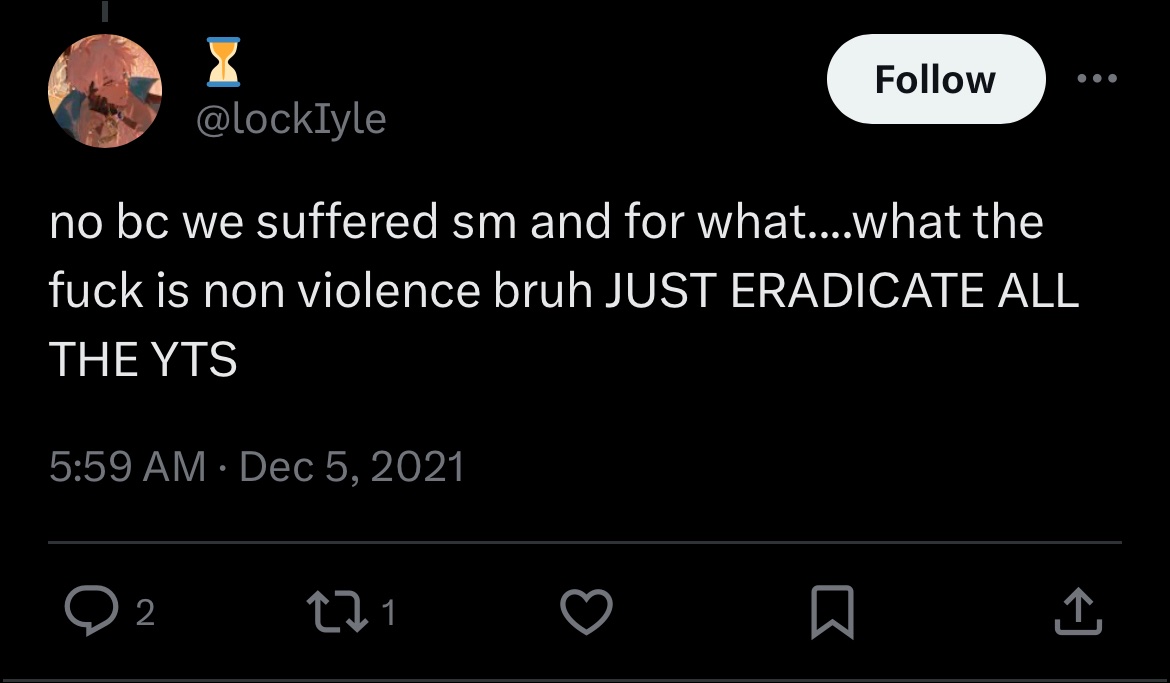 ⏳
@lockIyle
Follow
no bc we suffered sm and for what....what the
fuck is non violence bruh JUST ERADICATE ALL
THE YTS
5:59 AM · Dec 5, 2021
2
1